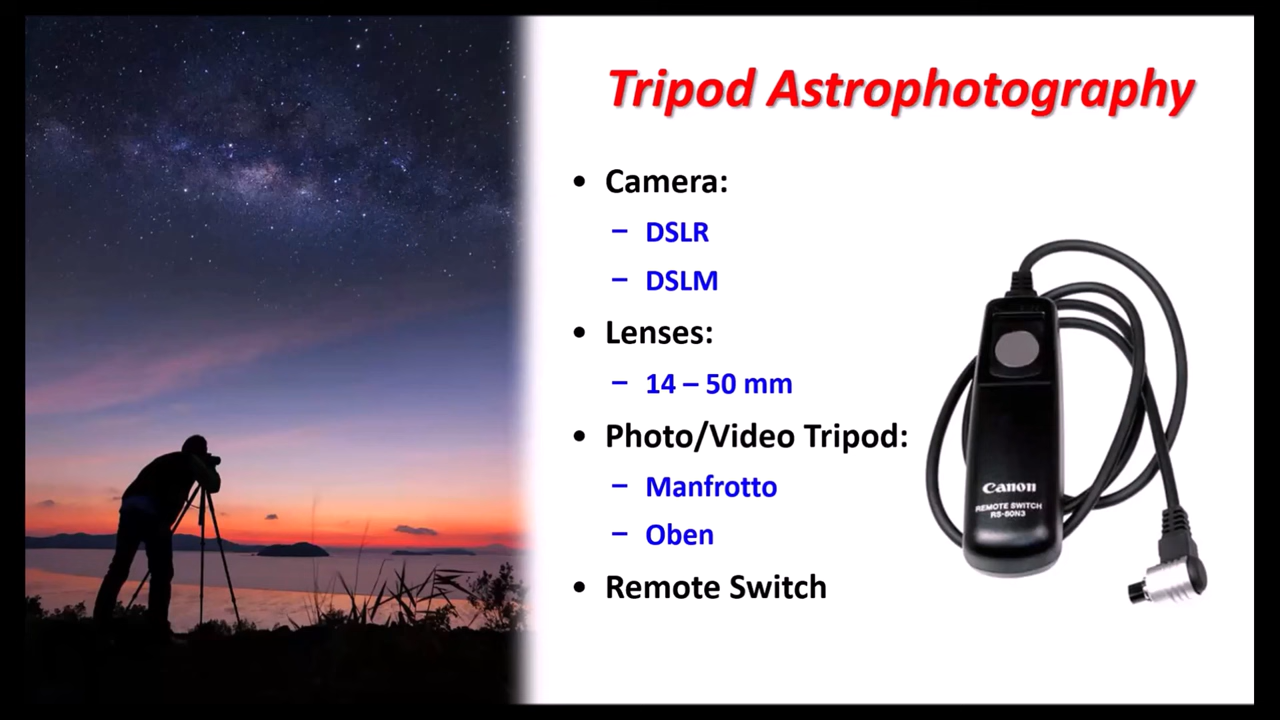 Tripod Astrophotography
• Camera:
– DSLR
– DSLM
• Lenses:
– 14 – 50 mm
• Photo/Video Tripod:
– Manfrotto
– Oben
• Remote Switch
Canon
REMOTE SWITCH
RS-80N3